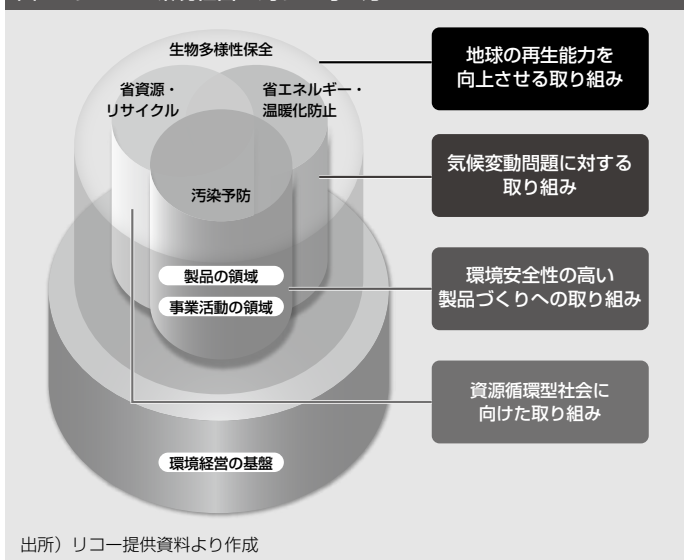 生物多様性保全
省資源・
リサイクル
省エネルギー・
温暖化防止
汚染予防
製品の領域
事業活動の領域
環境経営の基盤
地球の再生能力を
向上させる取り組み
気候変動問題に対する
取り組み
環境安全性の高い
製品づくりへの取り組み
資源循環型社会に
向けた取り組み
出所）リコー提供資料より作成